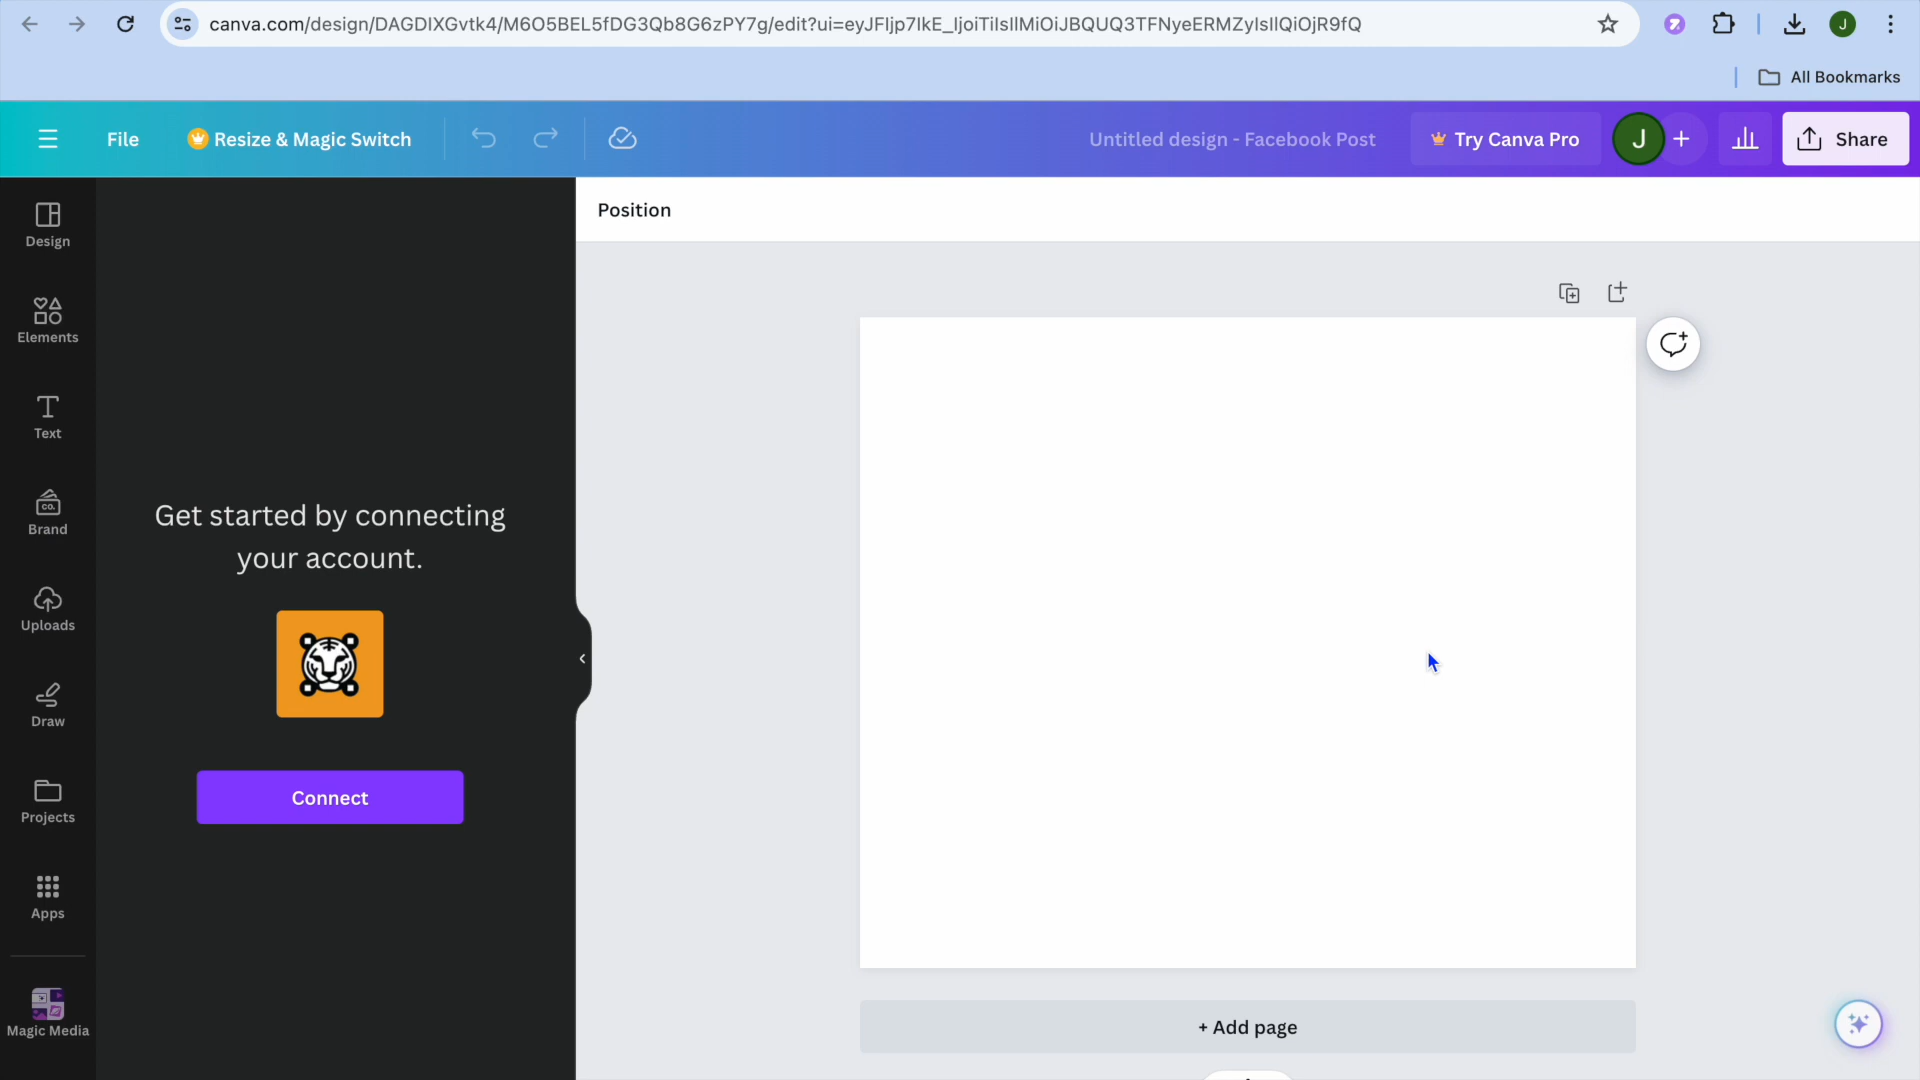 canva.com/design/DAGDIXGvtk4/M6O5BEL5fDG3Qb8G6zPY7g/edit?ui=eyJFIjp7IkE_IjoiTiIsIlMiOiJBQUQ3TFNyeERMZyIsIlQiOjR9fQ
All Bookmarks
File
Resize & Magic Switch
Untitled design - Facebook Post
Try Canva Pro
J
Share
J
Position
Design
Elements
Text
CO.
Brand
Uploads
Draw
Projects
Apps
Magic Media
Get started by connecting
your account.
Connect
+ Add page